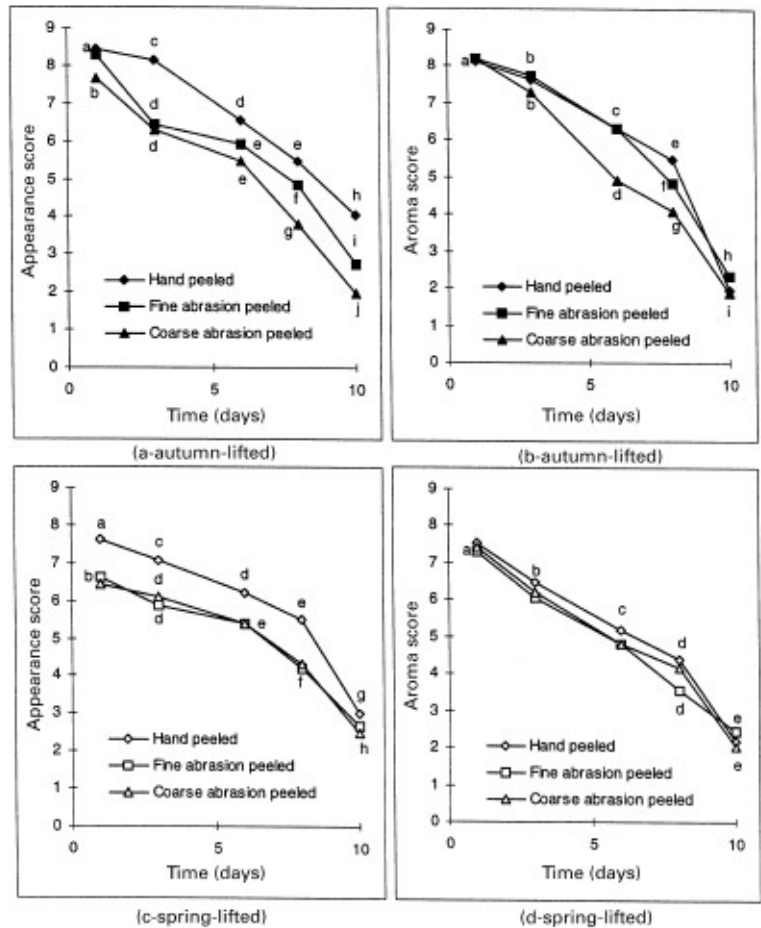 9
8
7
6
5
4
3
2
1
0
Appearance score
a
b
c
d
d
d
e
e
e
f
g
h
i
j
Hand peeled
Fine abrasion peeled
Coarse abrasion peeled
0 5 10
Time (days)
(a-autumn-lifted)
9
8
7
6
5
4
3
2
1
0
Aroma score
a
b
b
c
d
e
f
g
h
i
Hand peeled
Fine abrasion peeled
Coarse abrasion peeled
0 5 10
Time (days)
(b-autumn-lifted)
9
8
7
6
5
4
3
2
1
0
Appearance score
a
b
c
d
d
d
e
e
f
g
h
Hand peeled
Fine abrasion peeled
Coarse abrasion peeled
0 5 10
Time (days)
(c-spring-lifted)
9
8
7
6
5
4
3
2
1
0
Aroma score
a
b
c
d
d
e
e
Hand peeled
Fine abrasion peeled
Coarse abrasion peeled
0 5 10
Time (days)
(d-spring-lifted)